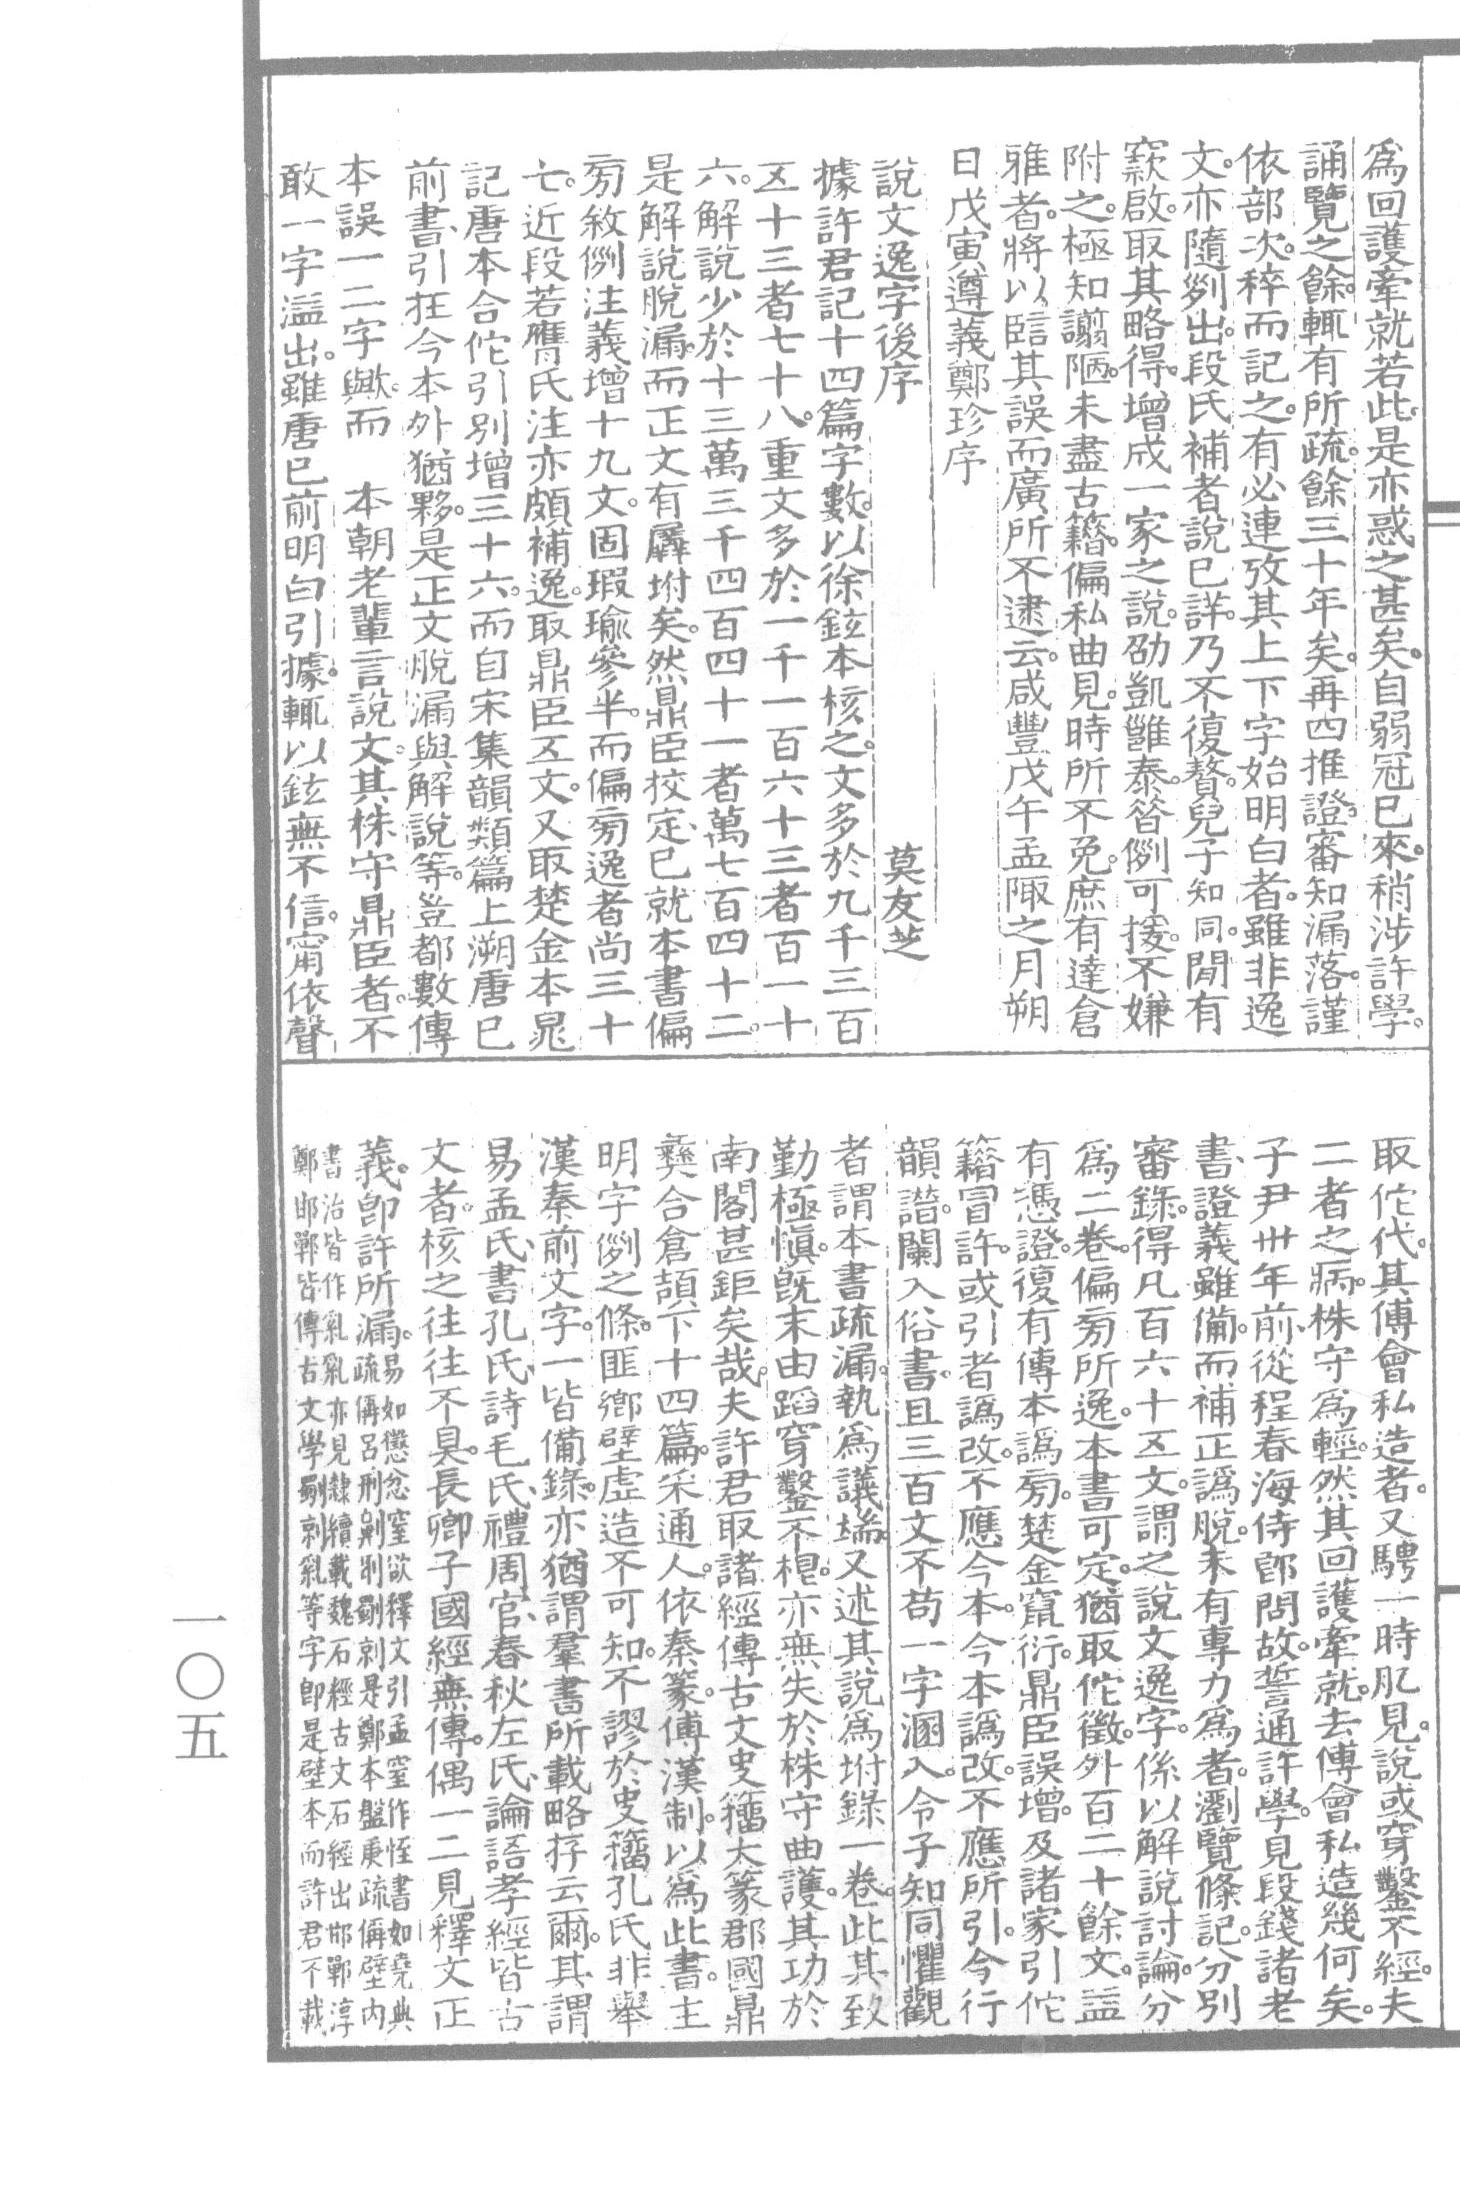 為回護牽就若此是亦惑之甚矣。自弱冠已來。稍涉許學。
誦覽之餘。輒有所疏。餘三十年矣。再四推證。審知漏落。謹
依部次。稡而記之。有必連攷其上下字始明白者。雖非逸
文。亦隨𠛱出。段氏補者說已詳。乃不復贅。兒子知同。閒有
窾啟。取其略得。增成一家之說。劭凱雖泰。晉例可援。不嫌
附之。極知謭陋。未盡古籍。偏私曲見。時所不免。庶有達倉
雅者。將以臨其誤而廣所不逮云。咸豐戊午孟陬之月朔
日戊寅遵義鄭珍序
說文逸字後序
莫友芝
據許君記十四篇字數。以徐鉉本核之。文多於九千三百
五十三者七十八。重文多於一千一百六十三者百一十
六。解說少於十三萬三千四百四十一者萬七百四十二。
是解說脫漏。而正文有羼坿矣。然鼎臣挍定。已就本書偏
㫄敘例注義增十九文。固瑕瑜參半。而偏㫄逸者尚三十
七。近段若膺氏注亦頗補逸。取鼎臣五文。又取楚金本晁
記唐本合佗引別增三十六。而自宋集韻類篇上溯唐已
前書引在今本外猶夥。是正文脫漏與解說等。豈都數傳
本誤一二字歟。而　本朝老輩言說文。其株守鼎臣者。不
敢一字溢出。雖唐已前明白引據。輒以鉉無不信。甯依聲
取佗代。其傅會私造者。又騁一時肊見。說或穿鑿不經。夫
二者之病。株守為輕。然其回護牽就。去傅會私造幾何矣。
子尹卅年前從程春海侍郎問故。誓通許學。見段錢諸老
書證義雖備。而補正譌脫。未有專力為者。瀏覽條記。分別
審錄。得凡百六十五文。謂之說文逸字。係以解說討論。分
為二卷。偏㫄所逸。本書可定。猶取佗徵。外百二十餘文。益
有馮證。復有傳本譌㫄。楚金竄衍。鼎臣誤增。及諸家引佗
籍冒許。或引者譌改。不應今本。今本譌改。不應所引。今行
韻譜。闌入俗書。且三百文不茍一字溷入。令子知同懼觀
者謂本書疏漏。執為議端。又述其說為坿錄一卷。此其致
勤極慎。既末由蹈穿鑿不根。亦無失於株守曲護。其功於
南閣甚鉅矣哉。夫許君取諸經傳古文史籒大篆郡國鼎
彝合倉頡下十四篇。采通人。依秦篆。傅漢制。以為此書。主
明字例之條。匪鄉壁虛造不可知。不謬於史籒孔氏。非舉
漢秦前文字。一皆備錄。亦猶謂羣書所載略存云爾。其謂
易孟氏書孔氏詩毛氏禮周官春秋左氏論語孝經皆古
文者。核之往往不具。長卿子國經無傳。偶一二見釋文正
義。卽許所漏。易如懲忿窒欲釋文引孟窒作恎書如堯典
疏偁呂刑劓刖劅剠是鄭本盤庚疏偁壁內
書治皆作乿乿亦見隸續載魏石經古文石經出邯鄲淳
鄭邯鄲皆傳古文學劅剠乿等字卽是壁本而許君不載
一〇五